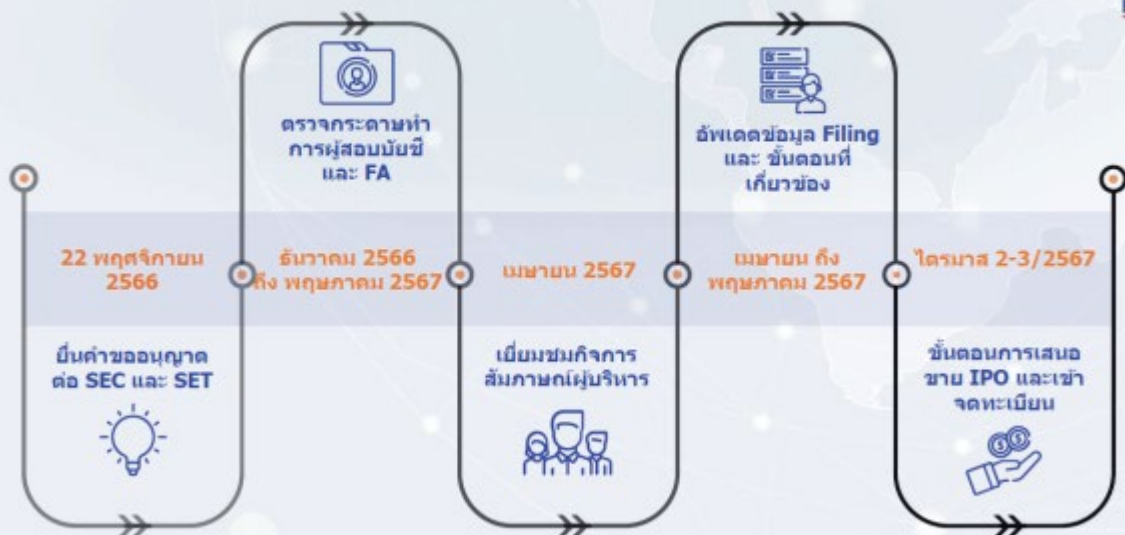 22 พฤศจิกายน
2566
ยื่นคำขออนุญาต
ต่อ SEC และ SET
ตรวจกระดาษทำ
การผู้สอบบัญชี
และ FA
ธันวาคม 2566
ถึง พฤษภาคม 2567
เมษายน 2567
เยี่ยมชมกิจการ
สัมภาษณ์ผู้บริหาร
อัพเดตข้อมูล Filing
และ ขั้นตอนที่
เกี่ยวข้อง
เมษายน ถึง
พฤษภาคม 2567
ไตรมาส 2-3/2567
ขั้นตอนการเสนอ
ขาย IPO และเข้า
จดทะเบียน